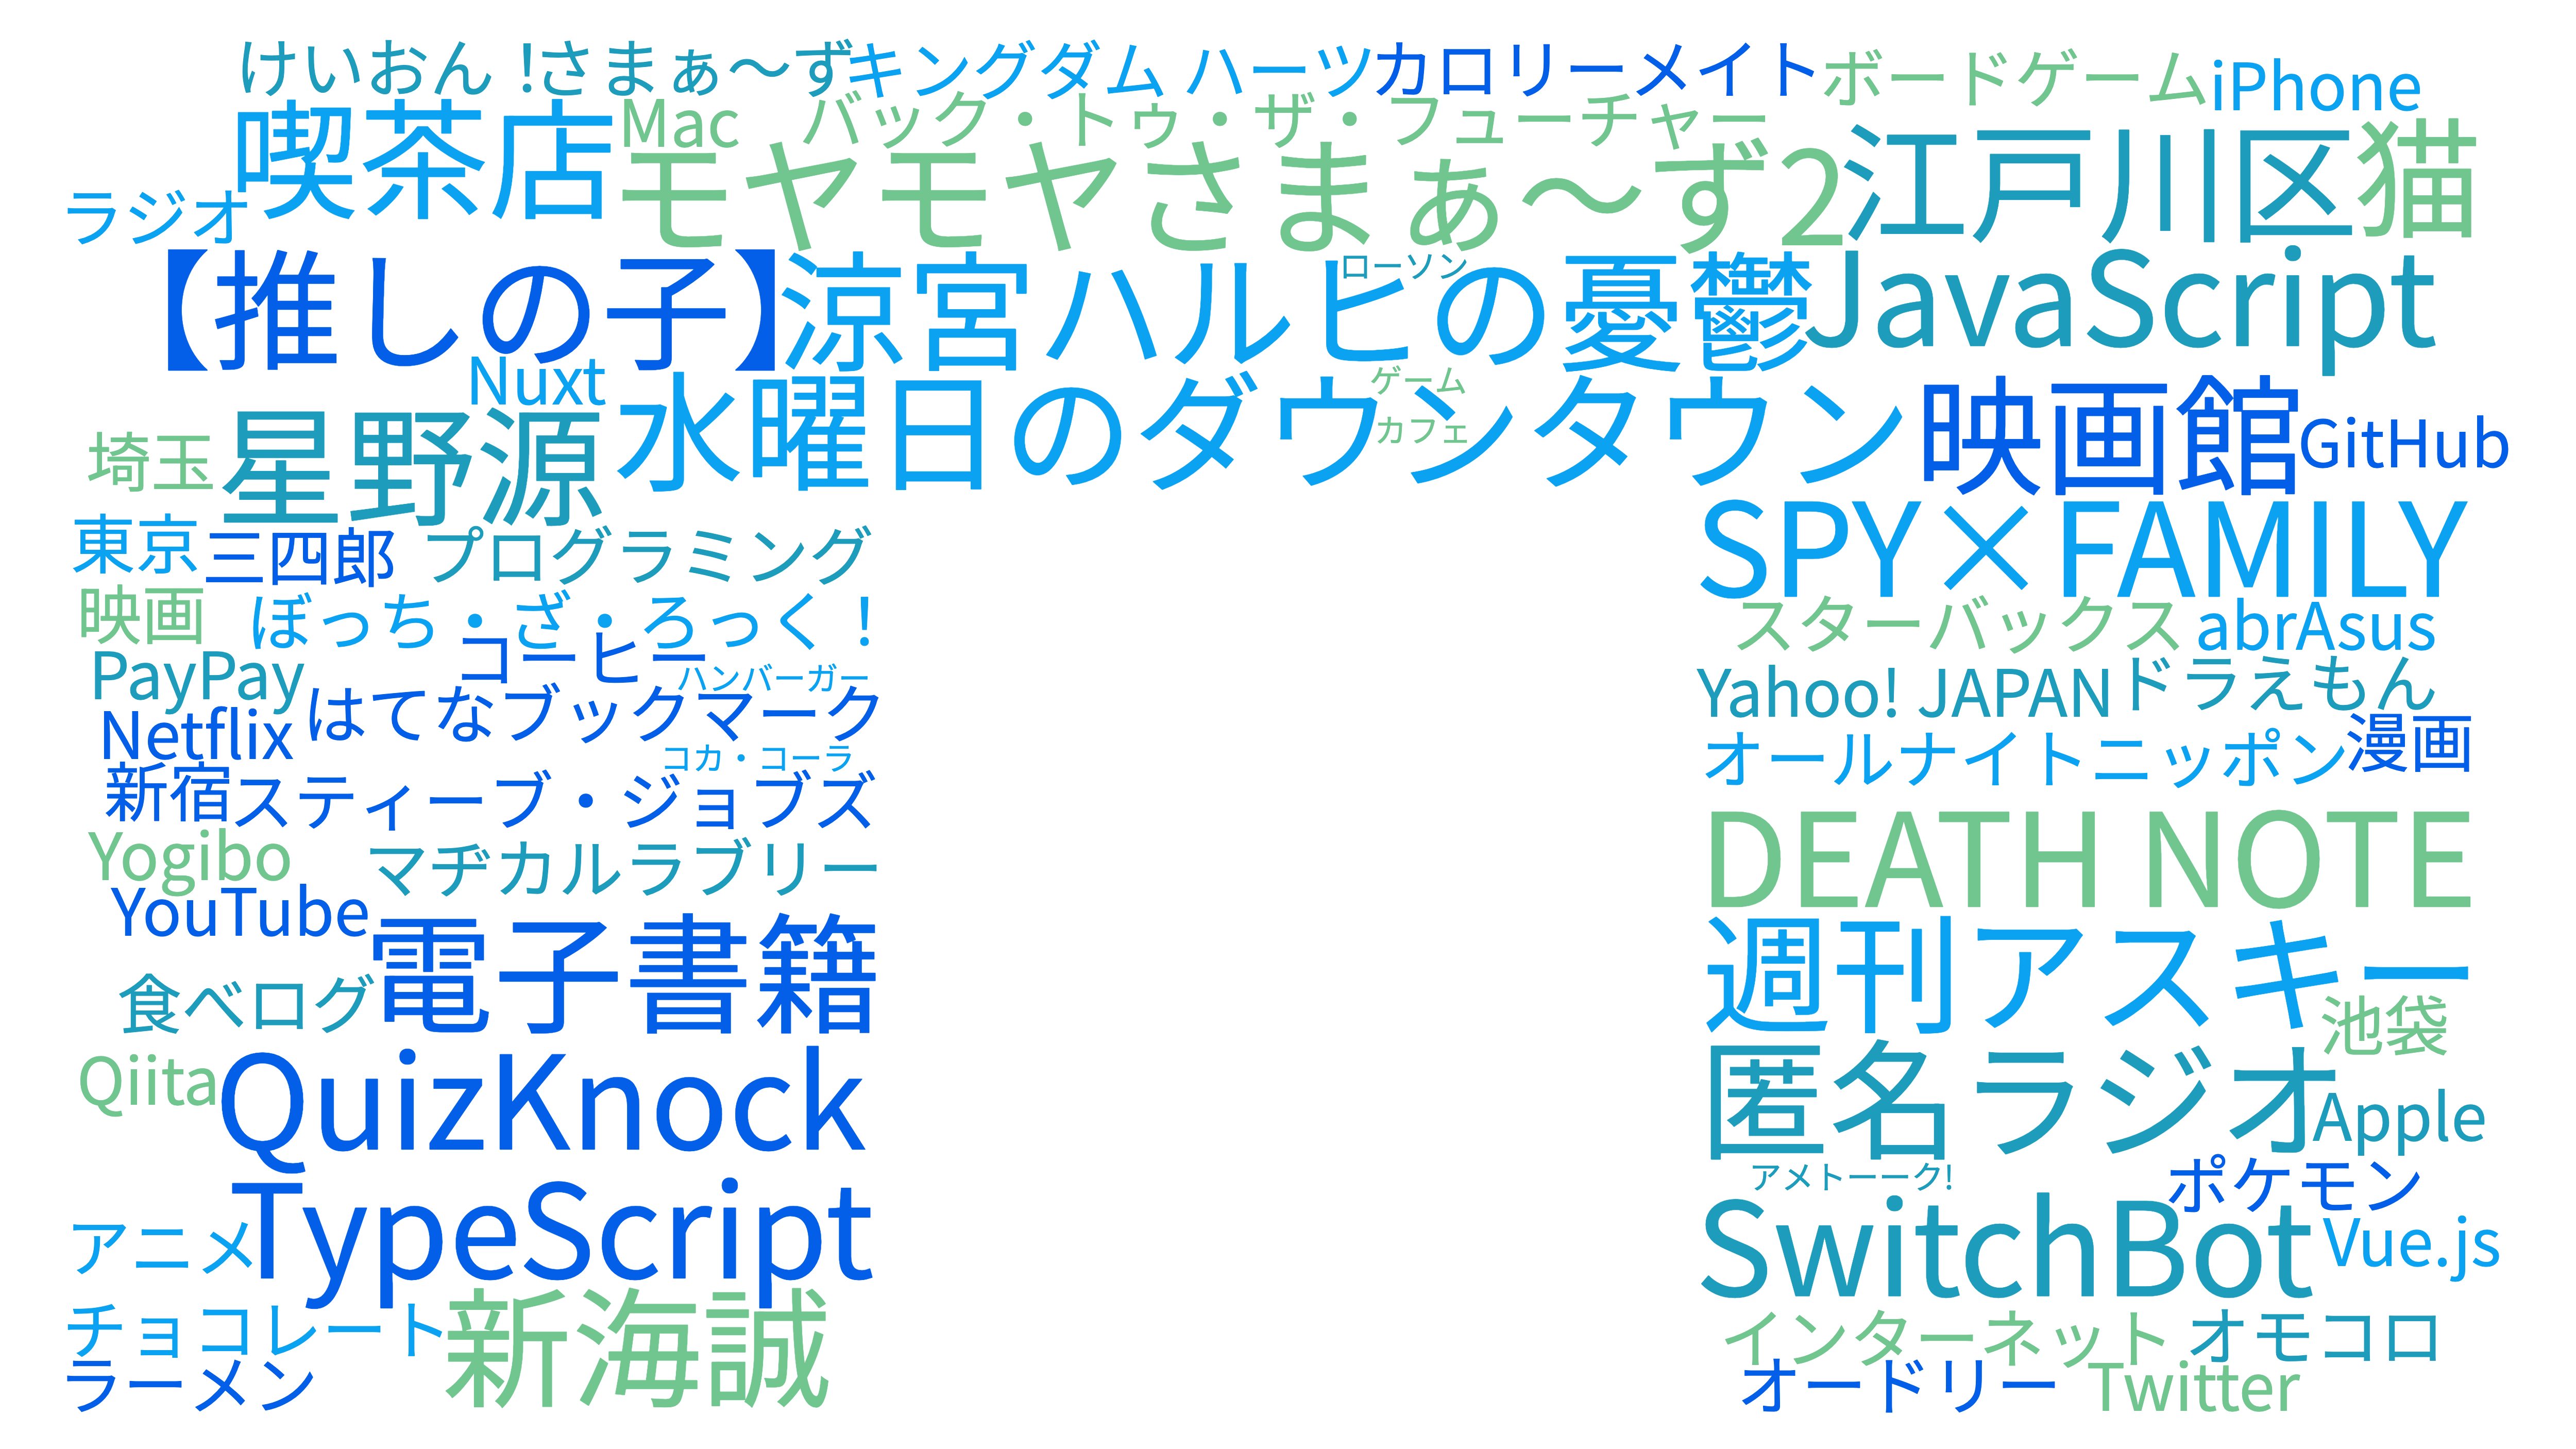 けいおん！
さまぁ〜ず
キングダム ハーツ
カロリーメイト
ボードゲーム
iPhone
喫茶店
Mac
バック・トゥ・ザ・フューチャー
モヤモヤさまぁ〜ず2
江戸川区
猫
ラジオ
【推しの子】
涼宮ハルヒの憂鬱
ローソン
JavaScript
Nuxt
水曜日のダウンタウン
ゲーム
カフェ
映画館
GitHub
埼玉
星野源
東京
三四郎
プログラミング
SPY×FAMILY
映画
ぼっち・ざ・ろっく！
スターバックス
abrAsus
コーヒー
PayPay
ハンバーガー
Yahoo! JAPAN
ドラえもん
Netflix
はてなブックマーク
オールナイトニッポン
漫画
コカ・コーラ
新宿
スティーブ・ジョブズ
DEATH NOTE
Yogibo
マヂカルラブリー
YouTube
電子書籍
週刊アスキー
食べログ
池袋
Qiita
QuizKnock
匿名ラジオ
Apple
アメトーーク!
ポケモン
アニメ
TypeScript
SwitchBot
Vue.js
チョコレート
新海誠
インターネット
オモコロ
ラーメン
オードリー
Twitter